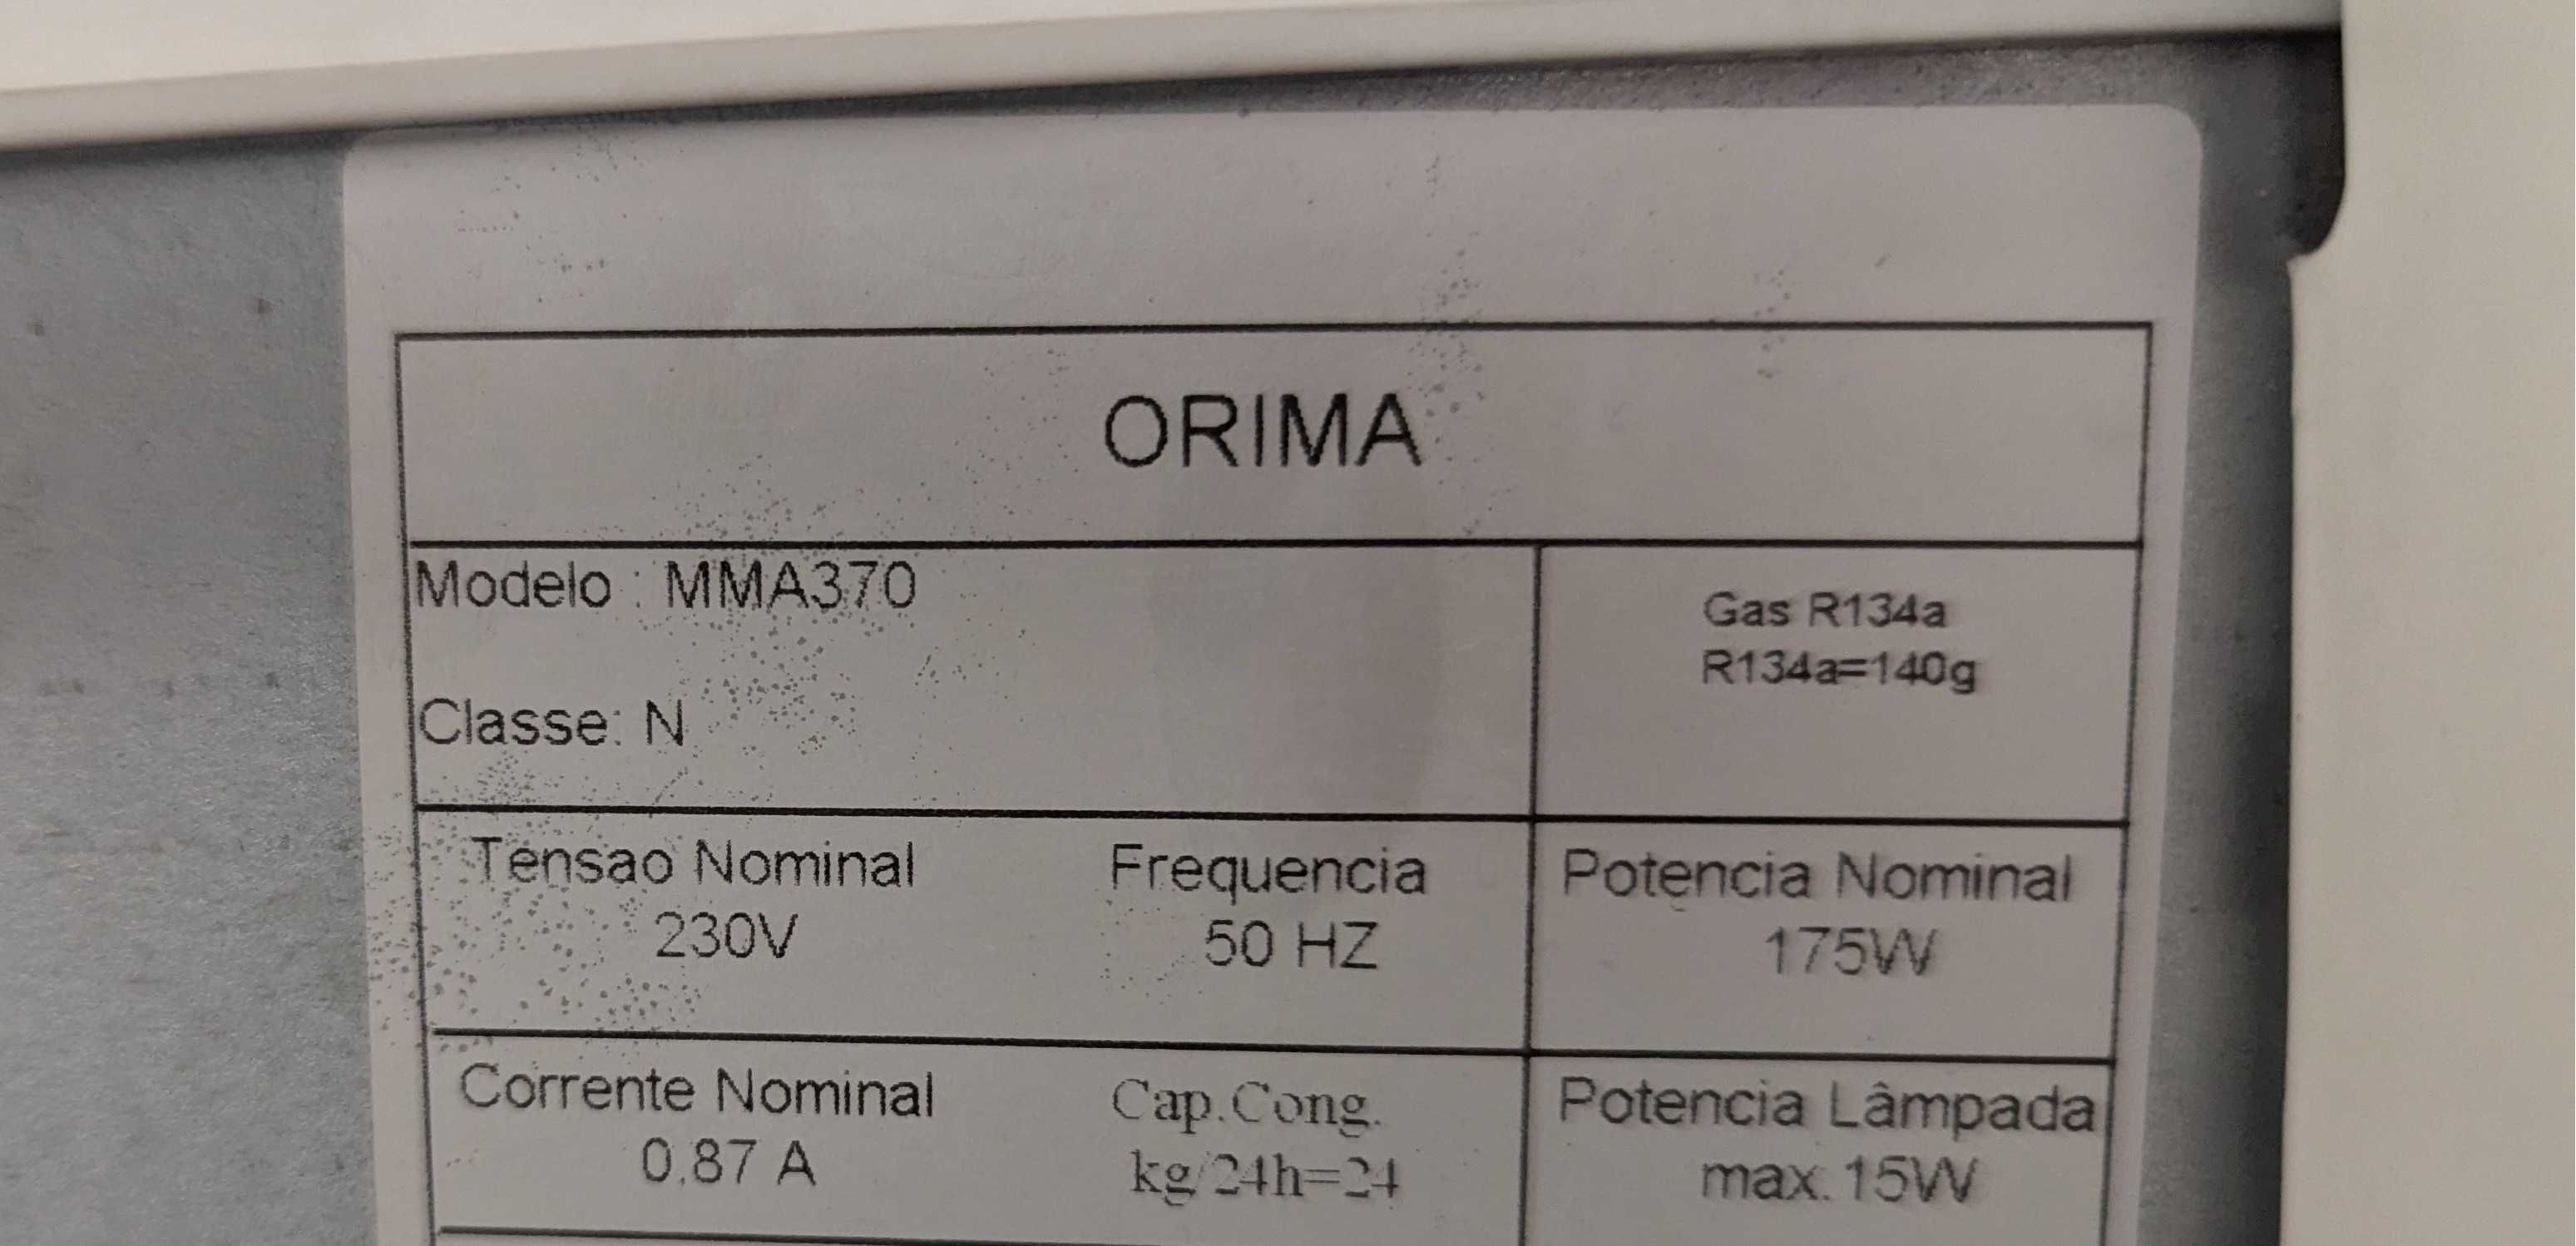 ORIMA
Modelo : MMA370
Classe: N
Gas R134a
R134a=140g
Tensao Nominal
230V
Frequencia
50 HZ
Potencia Nominal
175W
Corrente Nominal
0.87 A
Cap.Cong.
kg/24h=24
Potencia Lâmpada
max. 15W